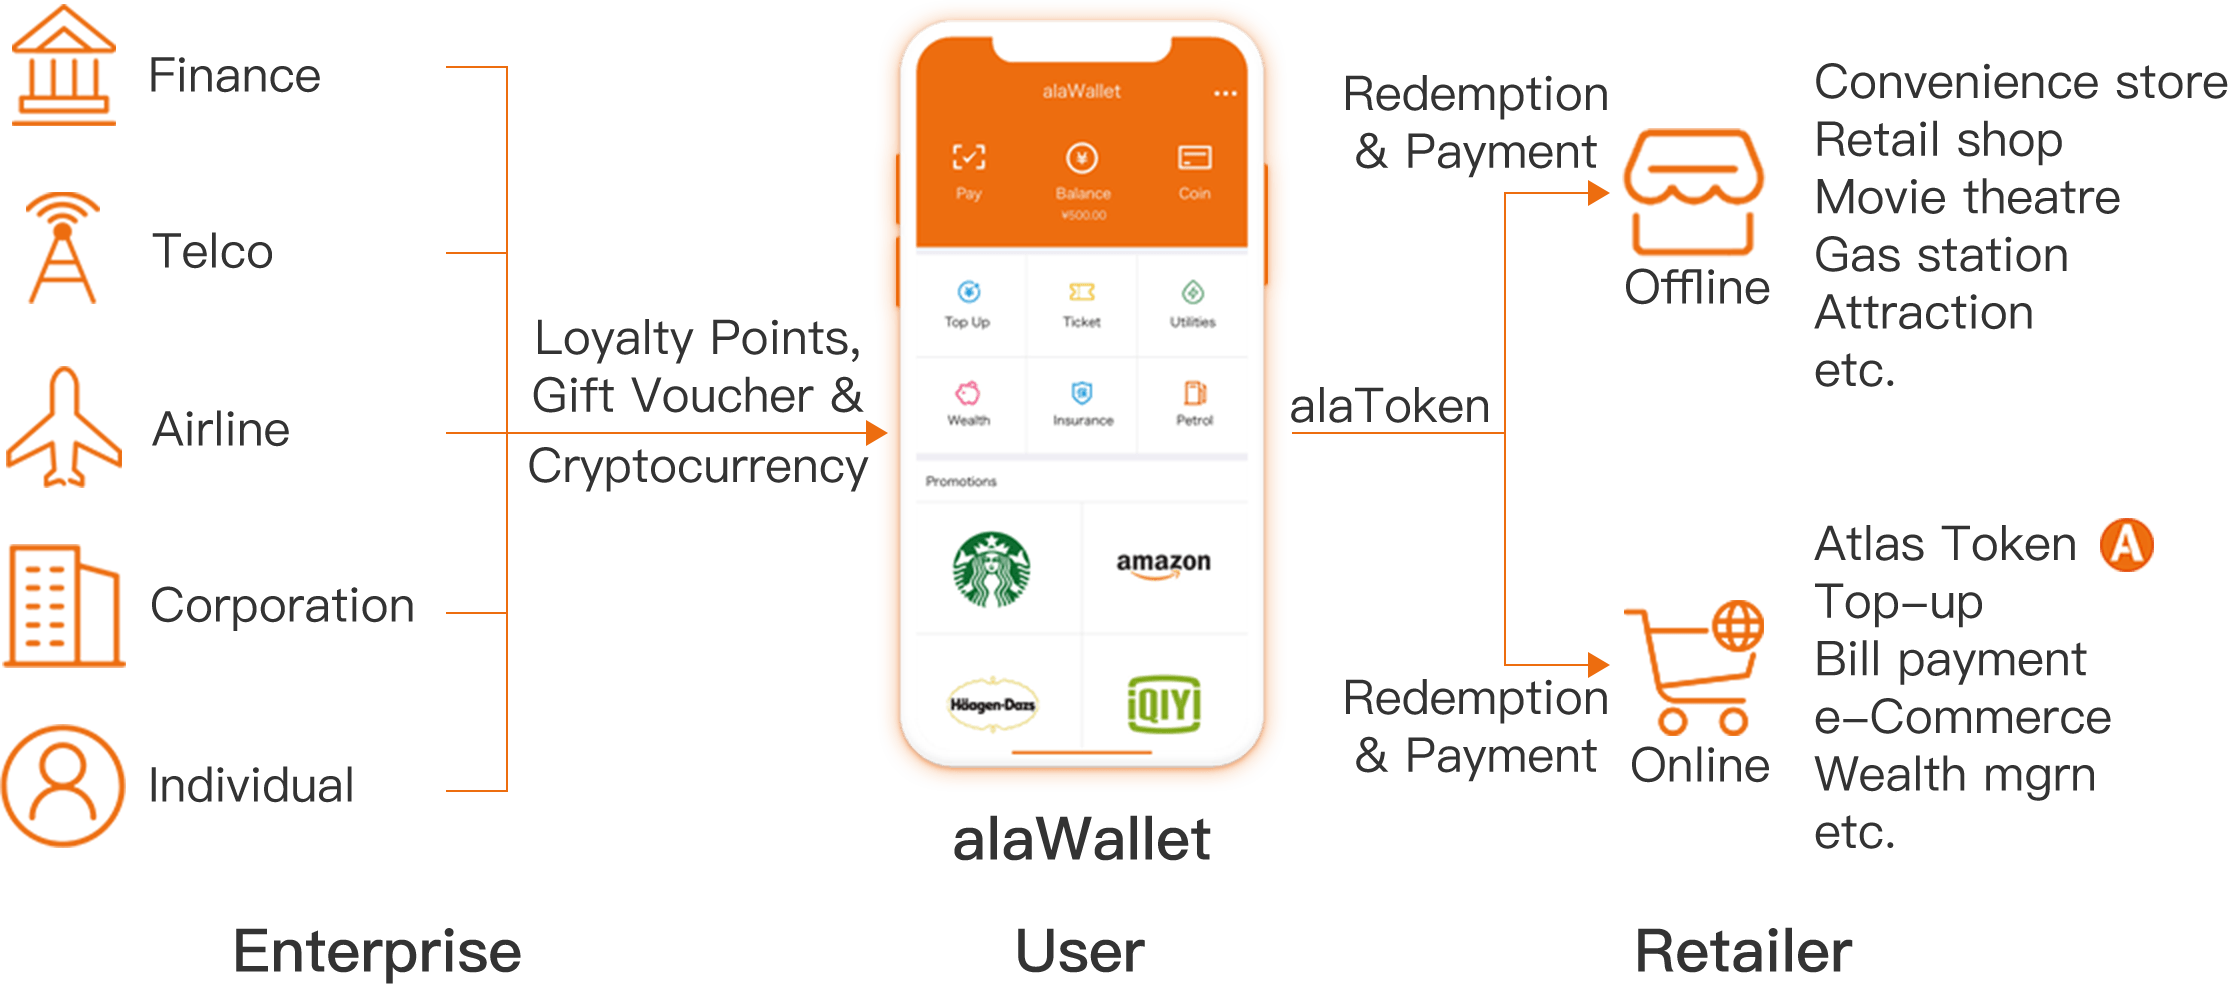 Finance
Telco
Airline
Corporation
Individual
Loyalty Points,
Gift Voucher &
Cryptocurrency
alaWallet
Pay
Balance
Coin
¥
¥500.00
Top Up
Ticket
Utilities
Wealth
Insurance
Petrol
Promotions
amazon
Häagen-Dazs
iQIYI
alaWallet
alaToken
Redemption
& Payment
Offline
Convenience store
Retail shop
Movie theatre
Gas station
Attraction
etc.
Redemption
& Payment
Online
Atlas Token A
Top-up
Bill payment
e-Commerce
Wealth mgrn
etc.
Enterprise
User
Retailer